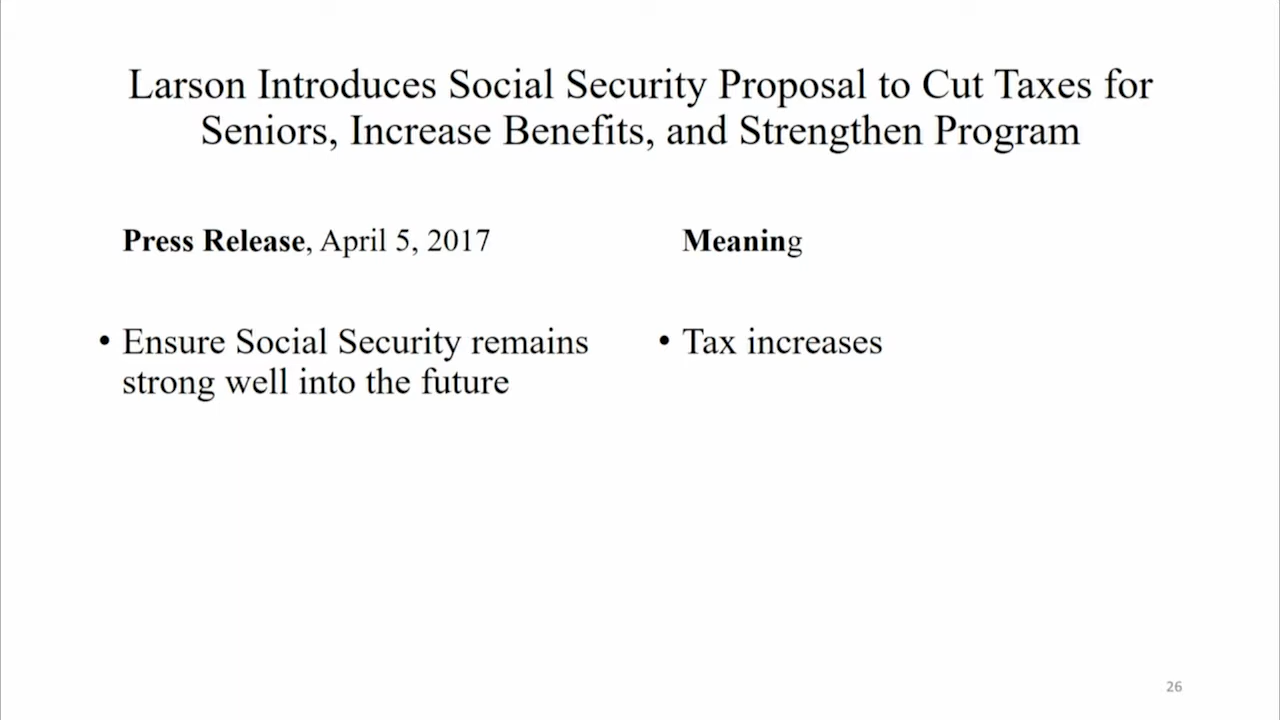 Larson Introduces Social Security Proposal to Cut Taxes for
Seniors, Increase Benefits, and Strengthen Program
Press Release, April 5, 2017
Meaning
• Ensure Social Security remains
strong well into the future
• Tax increases
26